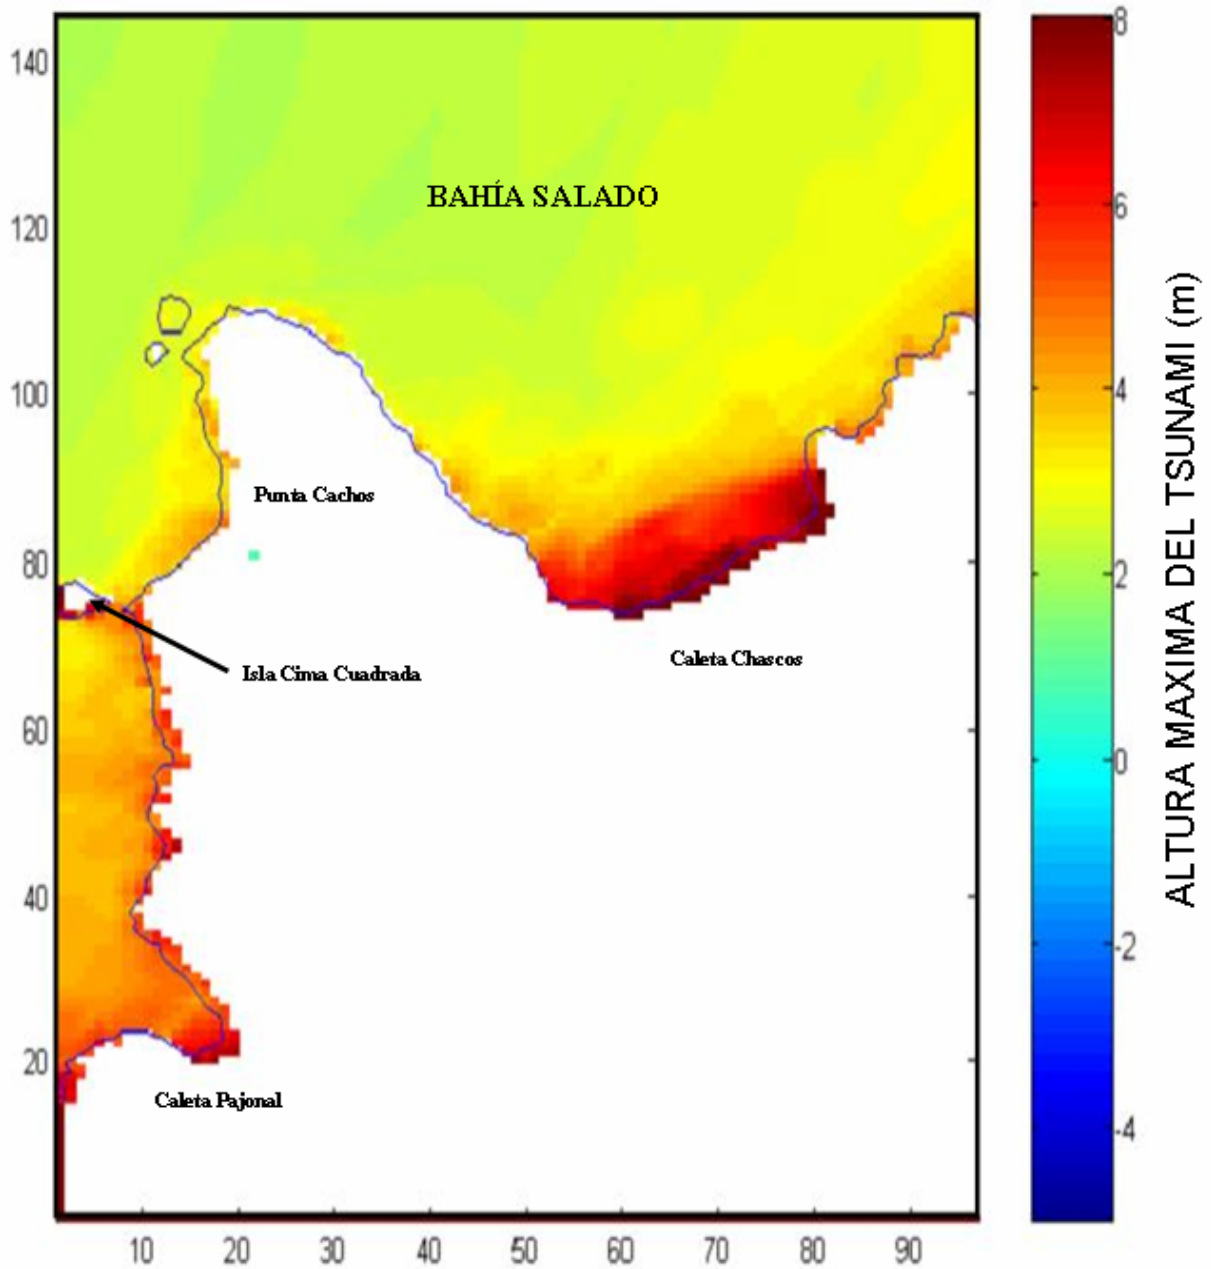 140
120
100
80
60
40
20
10 20 30 40 50 60 70 80 90
BAHÍA SALADO
Punta Cachos
Isla Cima Cuadrada
Caleta Chascos
Caleta Pajonal
8
6
4
2
0
-2
-4
ALTURA MAXIMA DEL TSUNAMI (m)